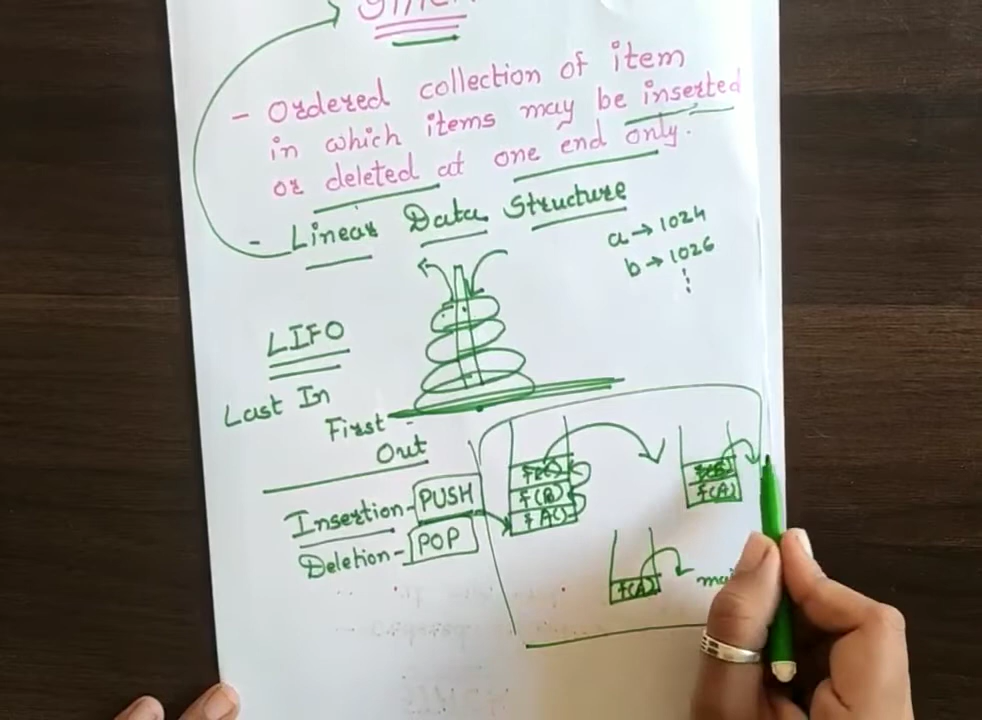 - Ordered collection of item
in which items may be inserted
or deleted at one end only.
- Linear Data Structure
a → 1024
b → 1026
LIFO
Last In
First
Out
Insertion - PUSH
Deletion - POP
f(B)
f A()
f(B)
f(A)
f(A)